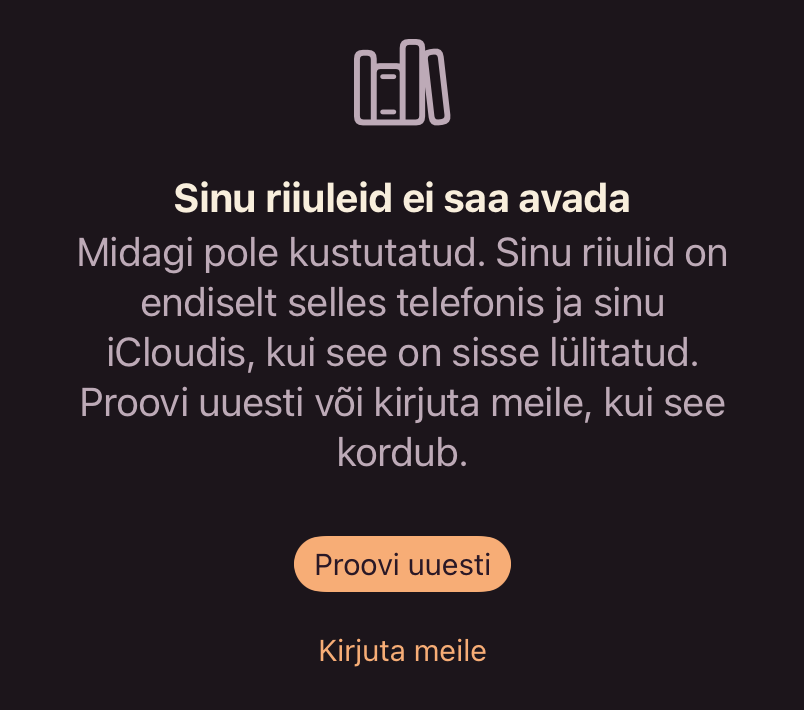 Sinu riiuleid ei saa avada
Midagi pole kustutatud. Sinu riiulid on
endiselt selles telefonis ja sinu
iCloudis, kui see on sisse lülitatud.
Proovi uuesti või kirjuta meile, kui see
kordub.
Proovi uuesti
Kirjuta meile